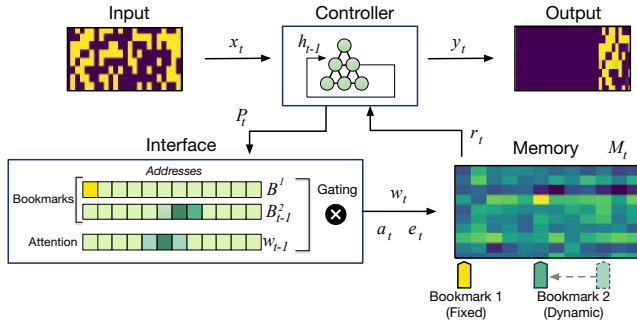 Input
Controller
Output
x_t
h_{t-1}
y_t
P_t
r_t
Interface
Memory
M_t
Addresses
Bookmarks
B^1
Gating
B^2_{t-1}
w_t
Attention
w_{t-1}
a_t e_t
Bookmark 1
(Fixed)
Bookmark 2
(Dynamic)